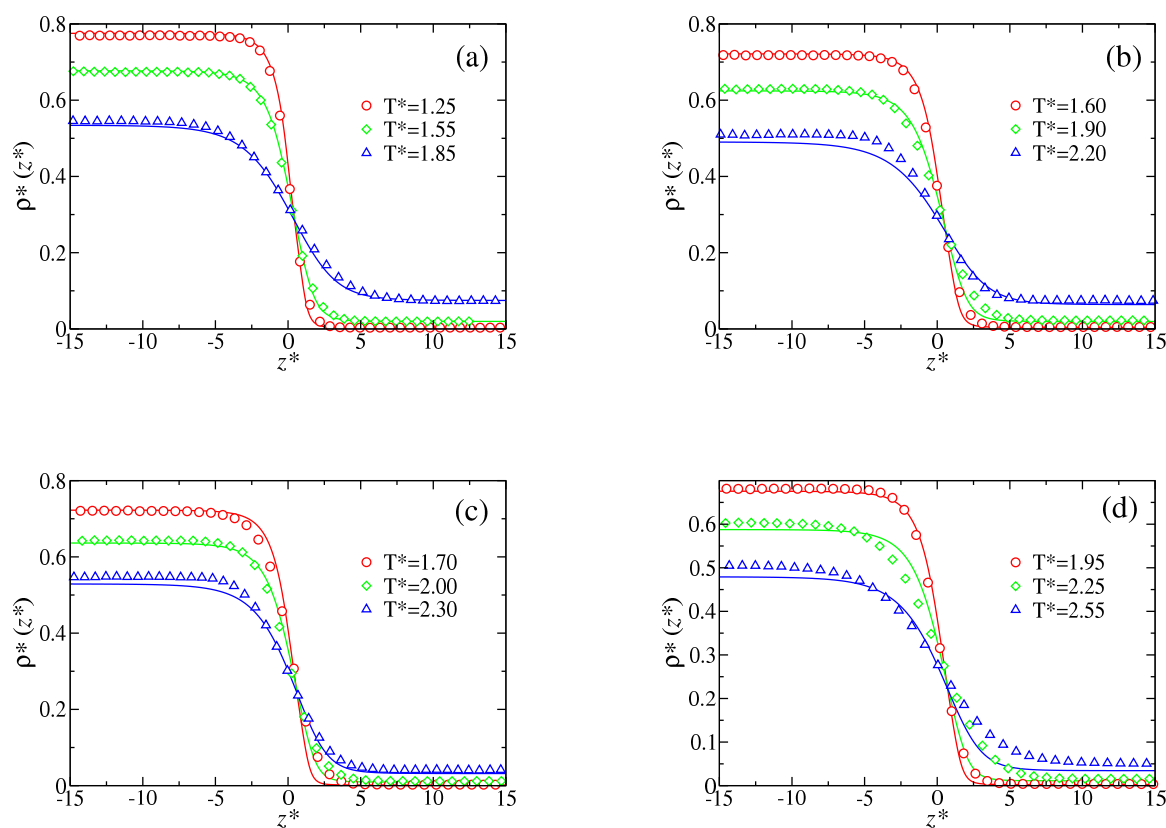 0.8
(a)
0.6
T*=1.25
T*=1.55
T*=1.85
ρ* (z*)
0.4
0.2
0
-15 -10 -5 0 5 10 15
z*
0.8
(b)
0.6
T*=1.60
T*=1.90
T*=2.20
ρ* (z*)
0.4
0.2
0
-15 -10 -5 0 5 10 15
z*
0.8
(c)
0.6
T*=1.70
T*=2.00
T*=2.30
ρ* (z*)
0.4
0.2
0
-15 -10 -5 0 5 10 15
z*
(d)
0.6
T*=1.95
0.5
T*=2.25
T*=2.55
0.4
ρ* (z*)
0.3
0.2
0.1
0
-15 -10 -5 0 5 10 15
z*